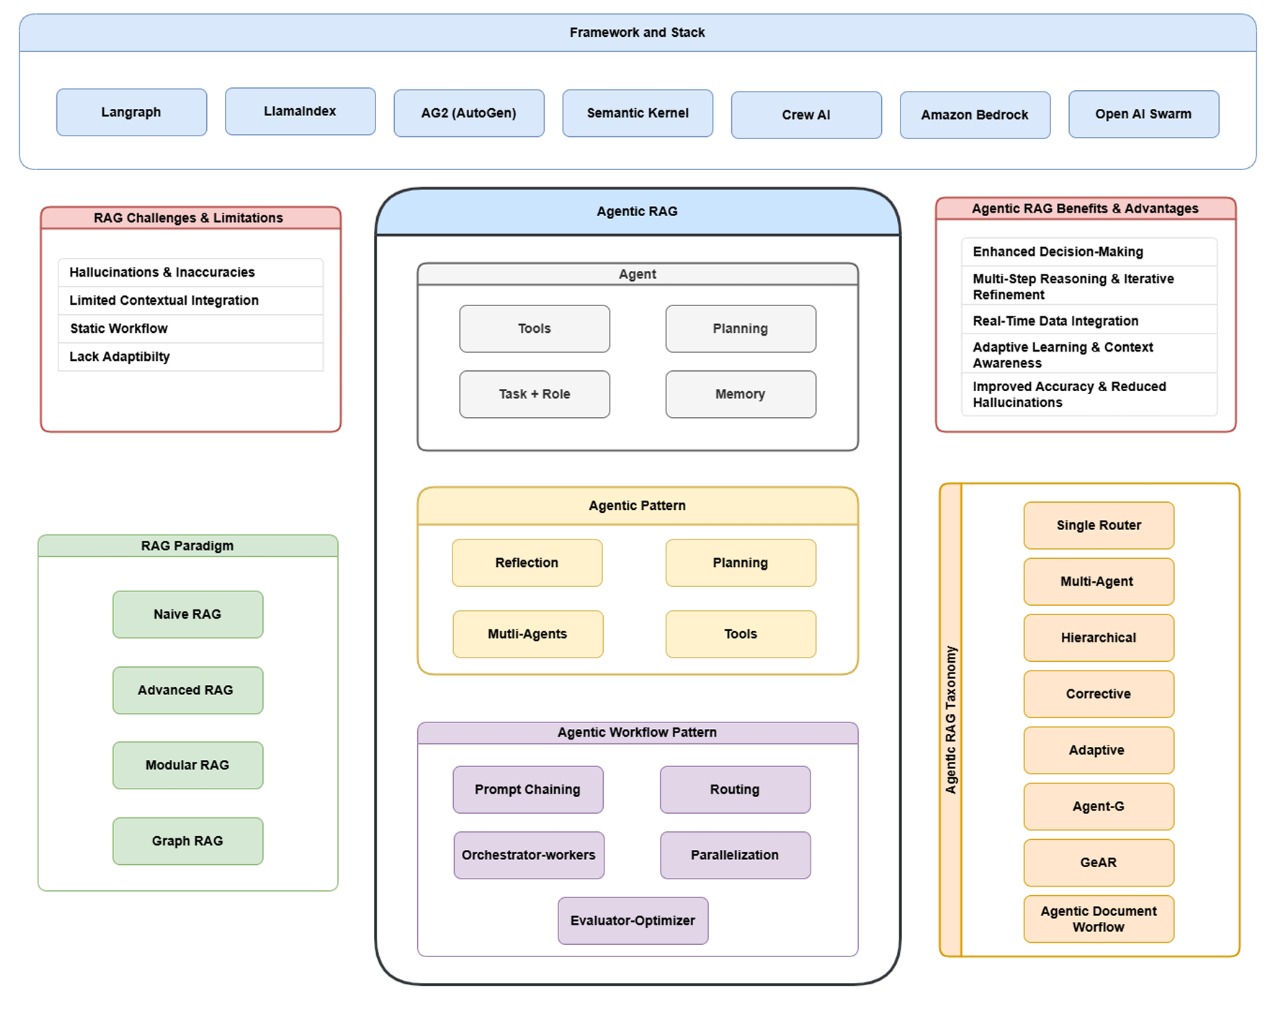 Framework and Stack
Langraph
LlamaIndex
AG2 (AutoGen)
Semantic Kernel
Crew AI
Amazon Bedrock
Open AI Swarm
RAG Challenges & Limitations
Hallucinations & Inaccuracies
Limited Contextual Integration
Static Workflow
Lack Adaptibilty
RAG Paradigm
Naive RAG
Advanced RAG
Modular RAG
Graph RAG
Agentic RAG
Agent
Tools
Planning
Task + Role
Memory
Agentic Pattern
Reflection
Planning
Mutli-Agents
Tools
Agentic Workflow Pattern
Prompt Chaining
Routing
Orchestrator-workers
Parallelization
Evaluator-Optimizer
Agentic RAG Benefits & Advantages
Enhanced Decision-Making
Multi-Step Reasoning & Iterative
Refinement
Real-Time Data Integration
Adaptive Learning & Context
Awareness
Improved Accuracy & Reduced
Hallucinations
Agentic RAG Taxonomy
Single Router
Multi-Agent
Hierarchical
Corrective
Adaptive
Agent-G
GeAR
Agentic Document
Worflow